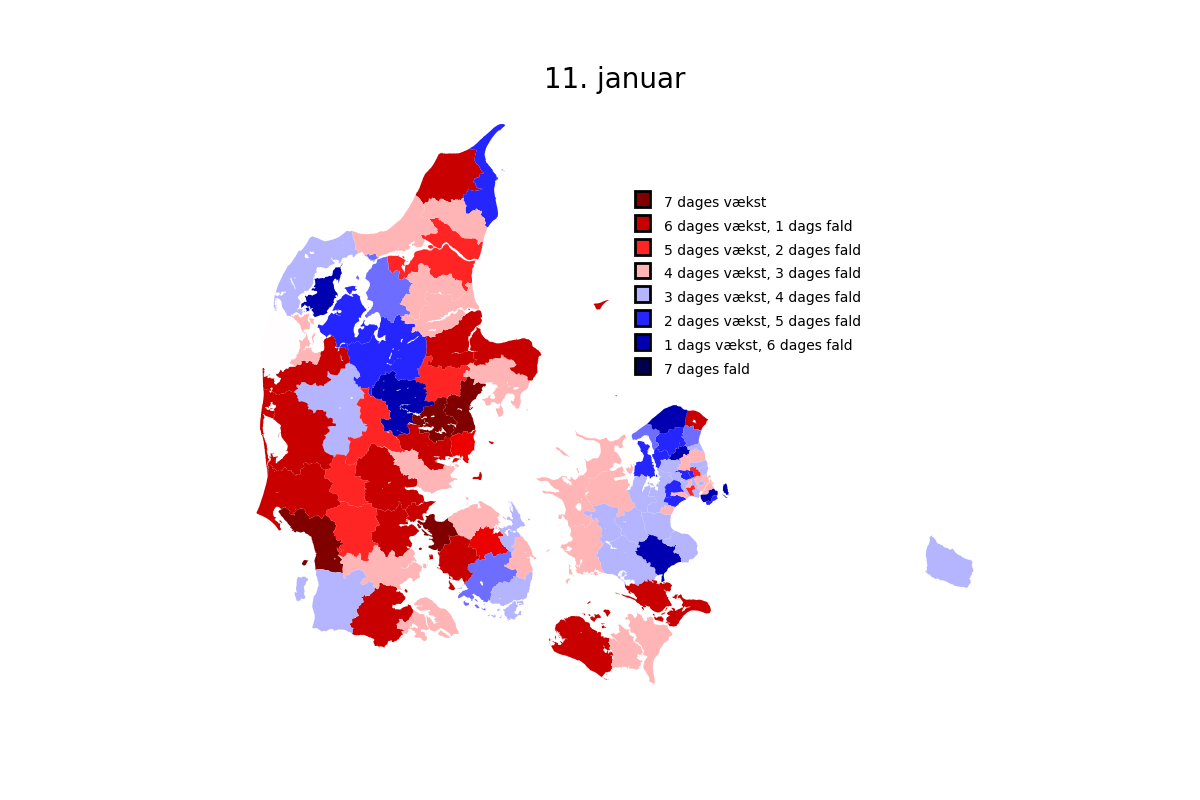 11. januar
7 dages vækst
6 dages vækst, 1 dags fald
5 dages vækst, 2 dages fald
4 dages vækst, 3 dages fald
3 dages vækst, 4 dages fald
2 dages vækst, 5 dages fald
1 dags vækst, 6 dages fald
7 dages fald